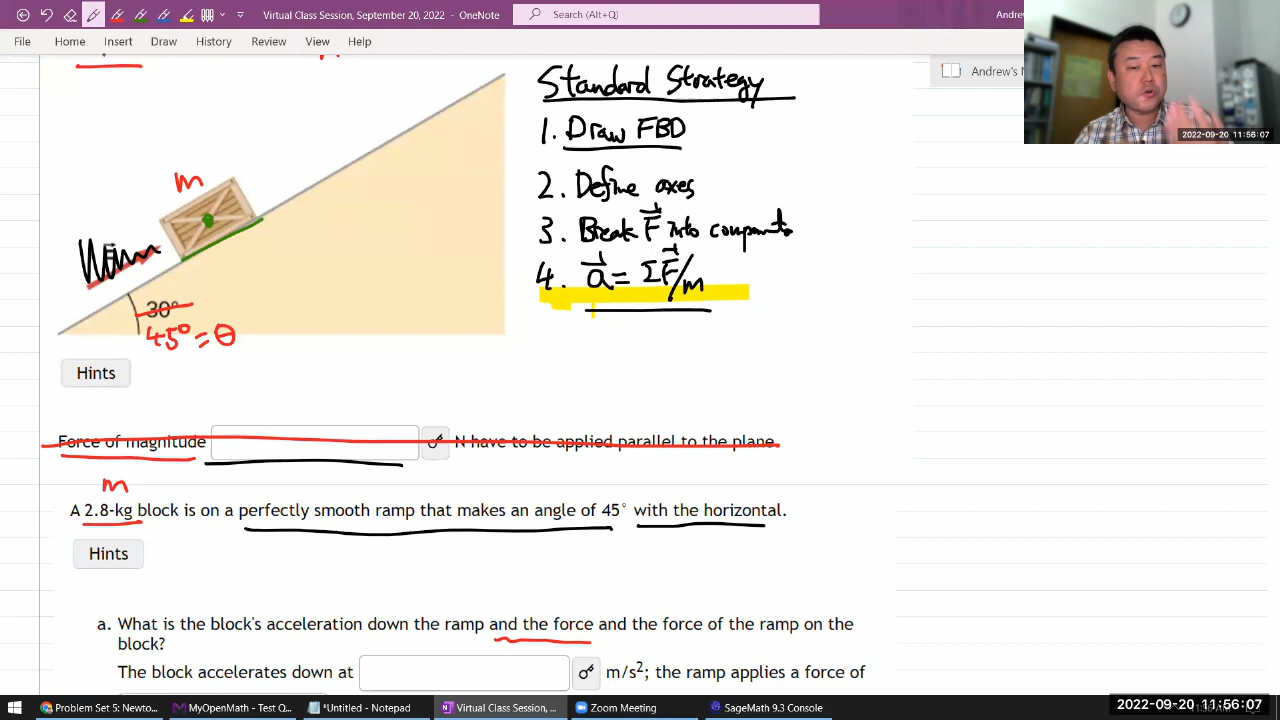 Virtual Class Session, September 20, 2022 - OneNote
Search (Alt+Q)
Andrew
File Home Insert Draw History Review View Help
Andrew's N
2022-09-20 11:56:07
Standard Strategy
1. Draw FBD
2. Define axes
3. Break F into components
4. a = ΣF/m
m
30°
45° = θ
Hints
Force of magnitude N have to be applied parallel to the plane.
m
A 2.8-kg block is on a perfectly smooth ramp that makes an angle of 45° with the horizontal.
Hints
a. What is the block's acceleration down the ramp and the force and the force of the ramp on the
block?
The block accelerates down at m/s²; the ramp applies a force of
Problem Set 5: Newto... MyOpenMath - Test Q... *Untitled - Notepad Virtual Class Session,... Zoom Meeting SageMath 9.3 Console
2022-09-20 11:56:07